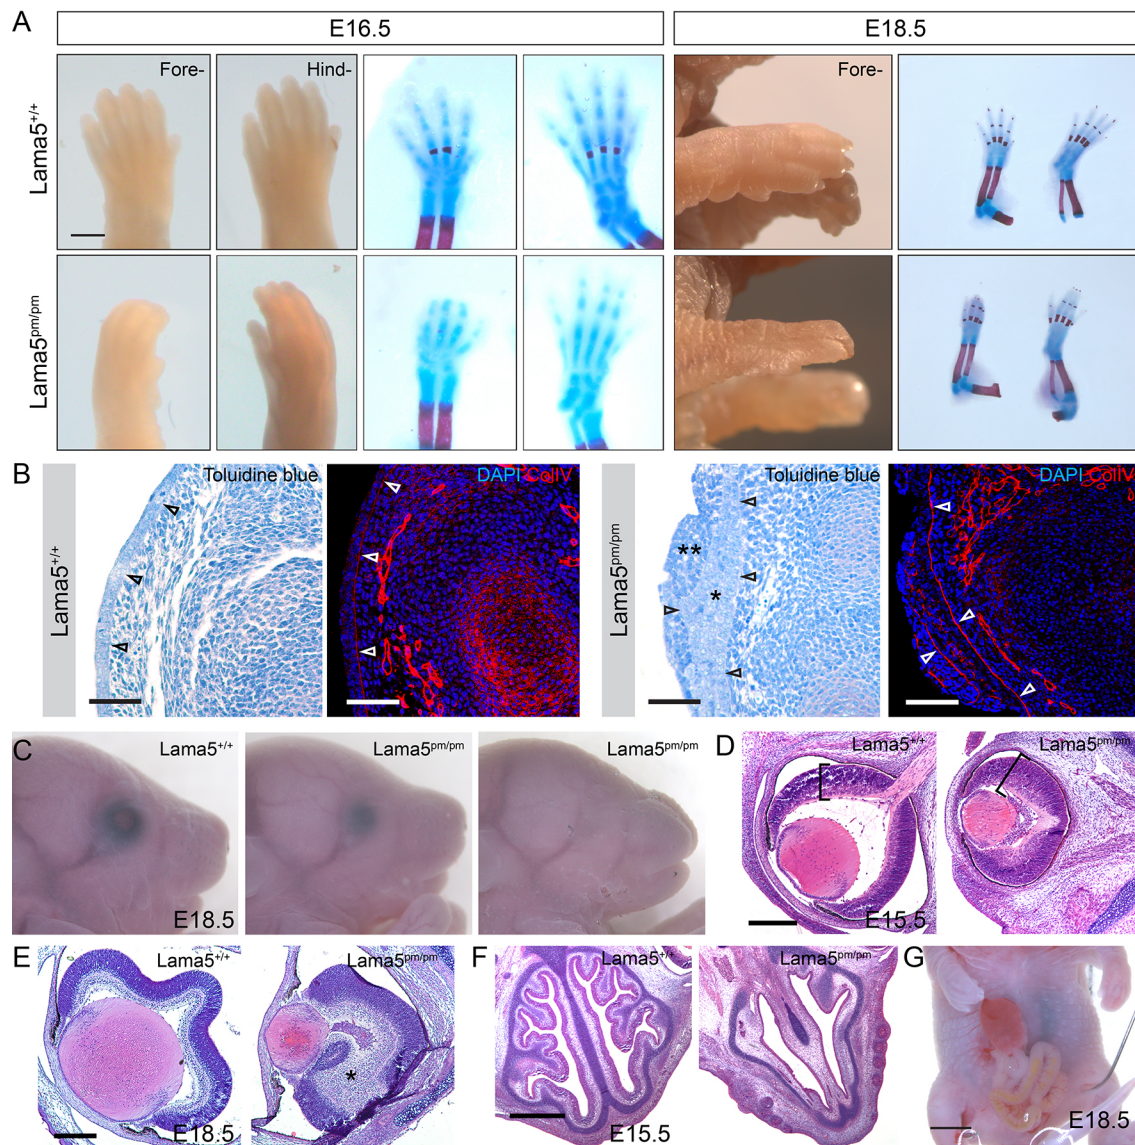 A
E16.5
E18.5
Fore-
Hind-
Fore-
Lama5+/+
Lama5pm/pm
B
Lama5+/+
Toluidine blue
DAPI CollV
Lama5pm/pm
Toluidine blue
**
*
DAPI CollV
C
Lama5+/+
Lama5pm/pm
Lama5pm/pm
E18.5
D
Lama5+/+
Lama5pm/pm
E15.5
E
Lama5+/+
Lama5pm/pm
*
E18.5
F
Lama5+/+
Lama5pm/pm
E15.5
G
E18.5